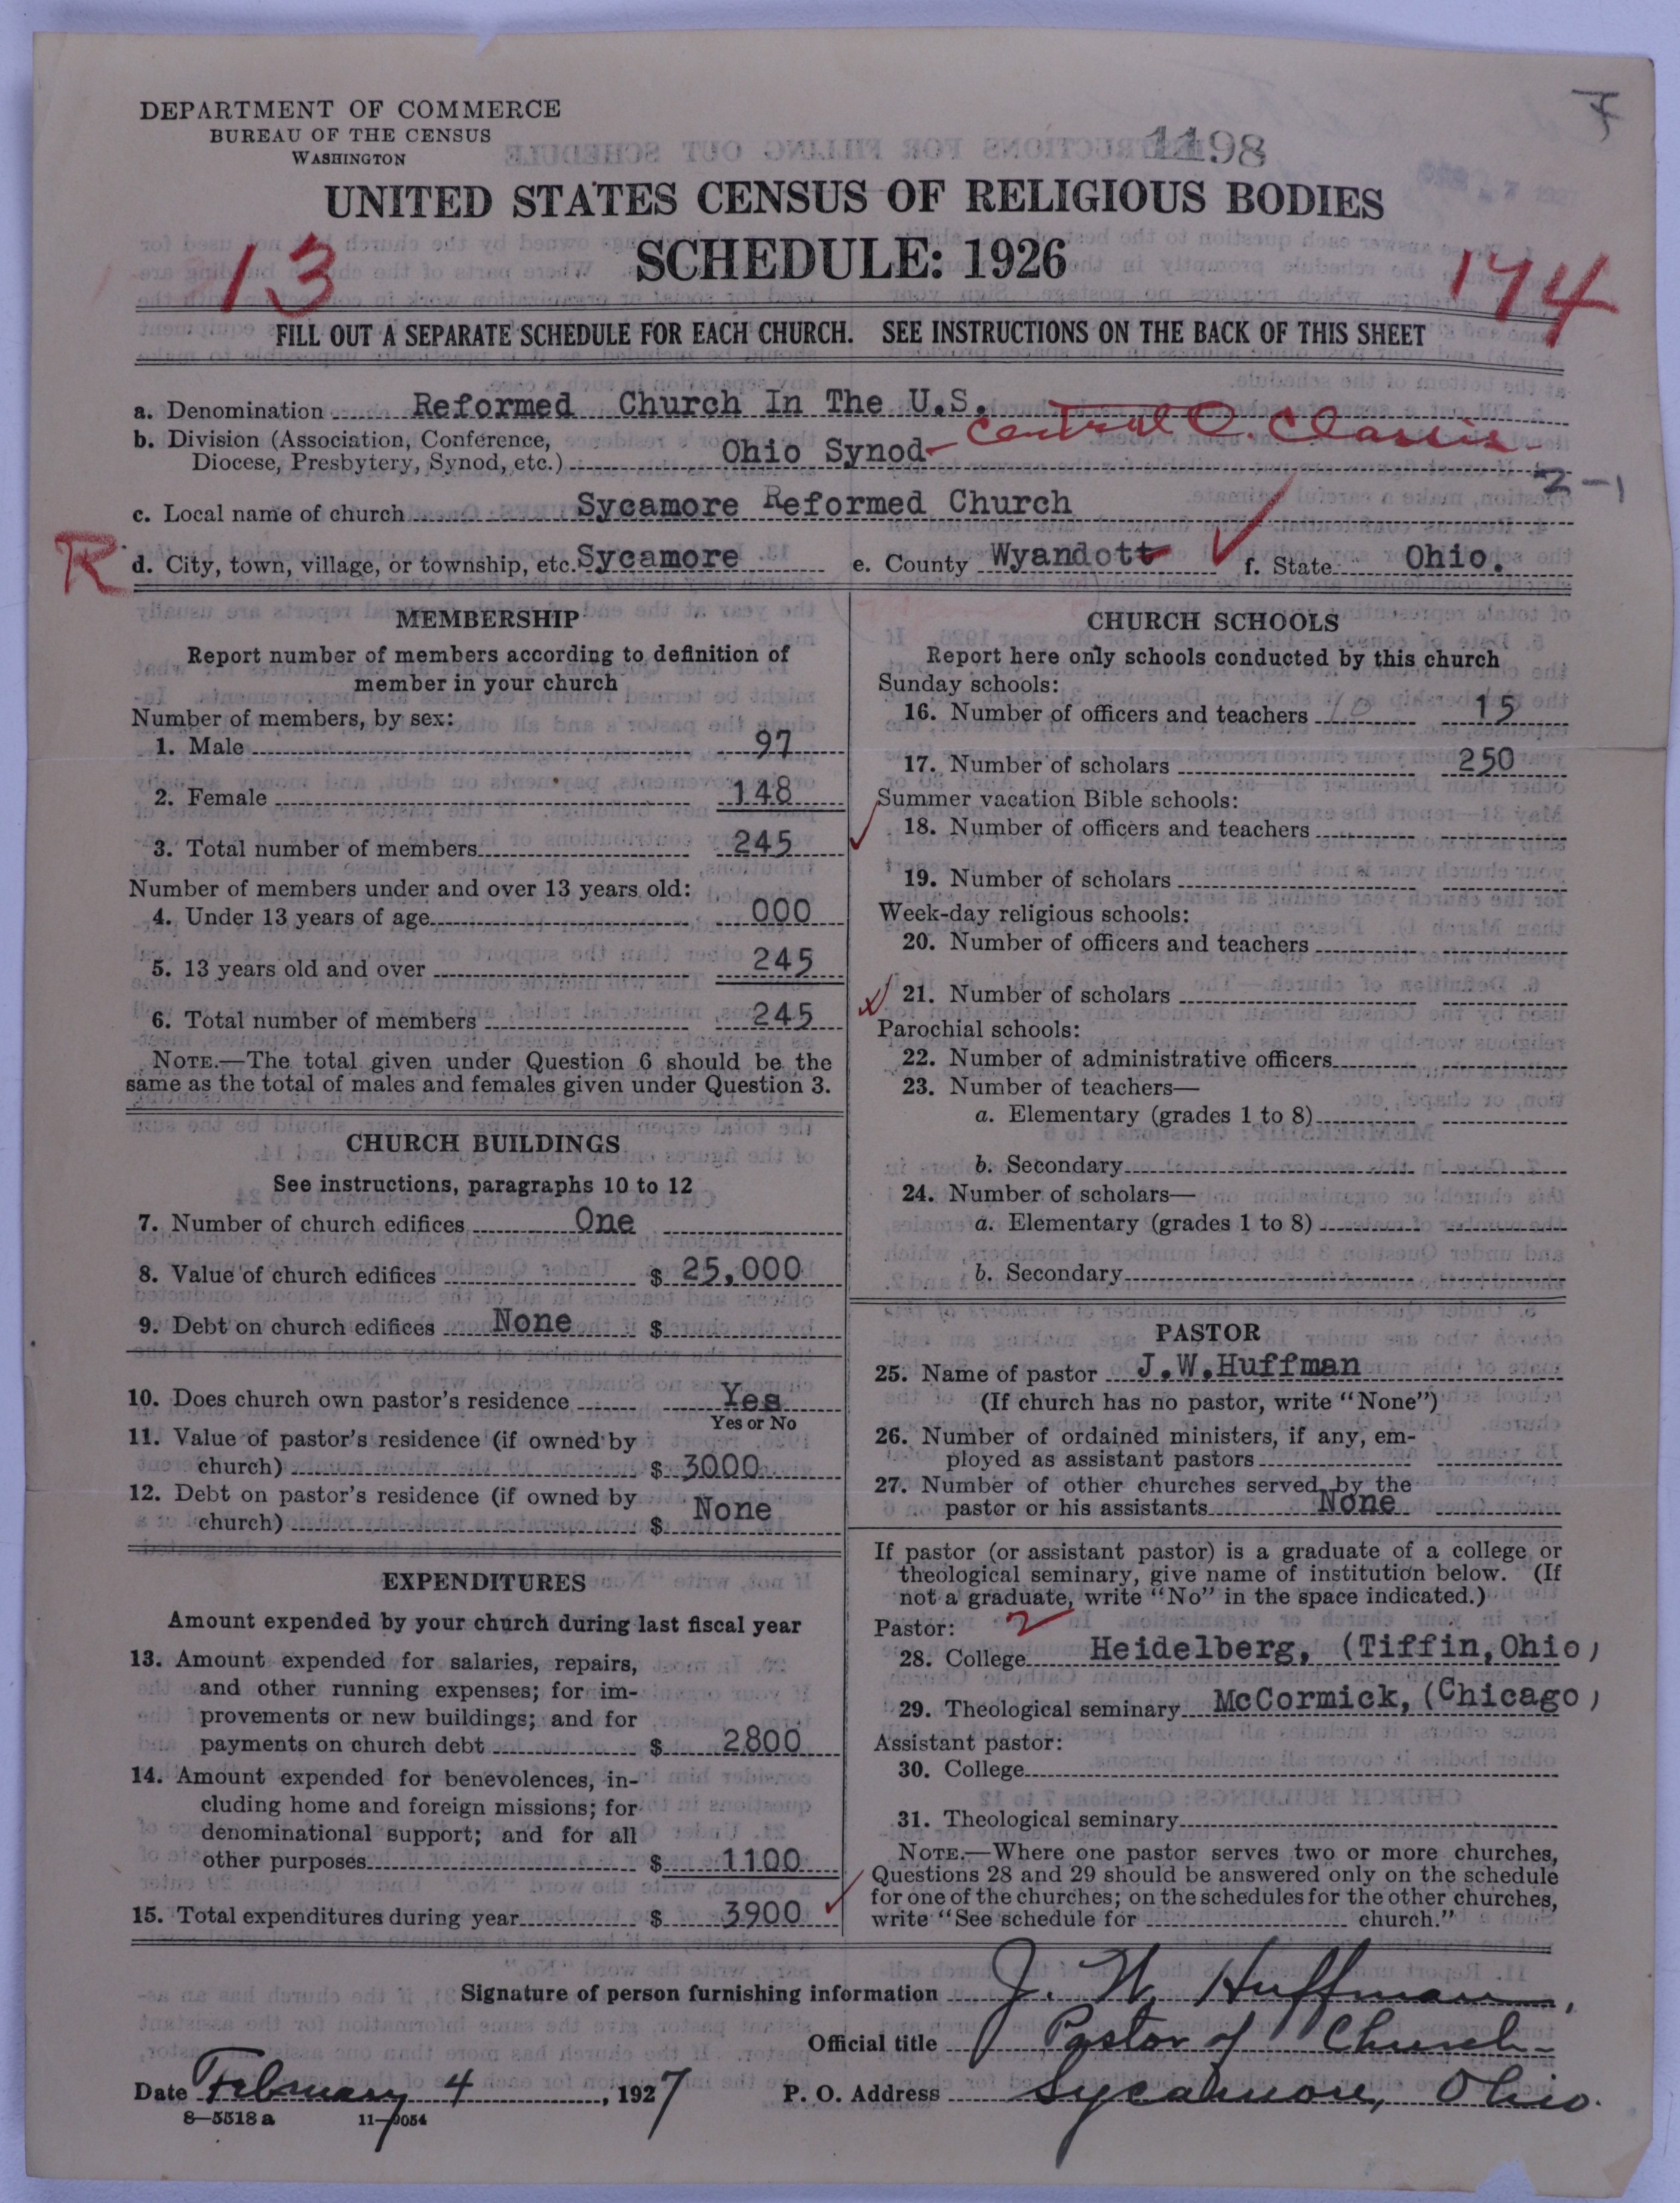 DEPARTMENT OF COMMERCE
BUREAU OF THE CENSUS
WASHINGTON
1198
UNITED STATES CENSUS OF RELIGIOUS BODIES
SCHEDULE: 1926
13
174
FILL OUT A SEPARATE SCHEDULE FOR EACH CHURCH. SEE INSTRUCTIONS ON THE BACK OF THIS SHEET
a. Denomination Reformed Church In The U.S.
b. Division (Association, Conference,
Diocese, Presbytery, Synod, etc.) Ohio Synod - Central O. Classis
2-1
c. Local name of church Sycamore Reformed Church
R
d. City, town, village, or township, etc. Sycamore e. County Wyandott f. State Ohio.
MEMBERSHIP
Report number of members according to definition of
member in your church
Number of members, by sex:
1. Male 97
2. Female 148
3. Total number of members 245
Number of members under and over 13 years old:
4. Under 13 years of age 000
5. 13 years old and over 245
6. Total number of members 245
NOTE.—The total given under Question 6 should be the
same as the total of males and females given under Question 3.
CHURCH BUILDINGS
See instructions, paragraphs 10 to 12
7. Number of church edifices One
8. Value of church edifices $ 25,000
9. Debt on church edifices None $
10. Does church own pastor's residence Yes
Yes or No
11. Value of pastor's residence (if owned by
church) $ 3000
12. Debt on pastor's residence (if owned by
church) $ None
EXPENDITURES
Amount expended by your church during last fiscal year
13. Amount expended for salaries, repairs,
and other running expenses; for im-
provements or new buildings; and for
payments on church debt $ 2800
14. Amount expended for benevolences, in-
cluding home and foreign missions; for
denominational support; and for all
other purposes $ 1100
15. Total expenditures during year $ 3900
CHURCH SCHOOLS
Report here only schools conducted by this church
Sunday schools:
16. Number of officers and teachers 10 15
17. Number of scholars 250
Summer vacation Bible schools:
18. Number of officers and teachers
19. Number of scholars
Week-day religious schools:
20. Number of officers and teachers
21. Number of scholars
Parochial schools:
22. Number of administrative officers
23. Number of teachers—
a. Elementary (grades 1 to 8)
b. Secondary
24. Number of scholars—
a. Elementary (grades 1 to 8)
b. Secondary
PASTOR
25. Name of pastor J.W.Huffman
(If church has no pastor, write "None")
26. Number of ordained ministers, if any, em-
ployed as assistant pastors
27. Number of other churches served by the
pastor or his assistants None
If pastor (or assistant pastor) is a graduate of a college or
theological seminary, give name of institution below. (If
not a graduate, write "No" in the space indicated.)
Pastor: 2
28. College Heidelberg, (Tiffin,Ohio)
29. Theological seminary McCormick, (Chicago)
Assistant pastor:
30. College
31. Theological seminary
NOTE.—Where one pastor serves two or more churches,
Questions 28 and 29 should be answered only on the schedule
for one of the churches; on the schedules for the other churches,
write "See schedule for church."
Signature of person furnishing information J. W. Huffman,
Official title Pastor of Church
Date February 4, 1927 P. O. Address Sycamore, Ohio.
8-5518a 11-9054